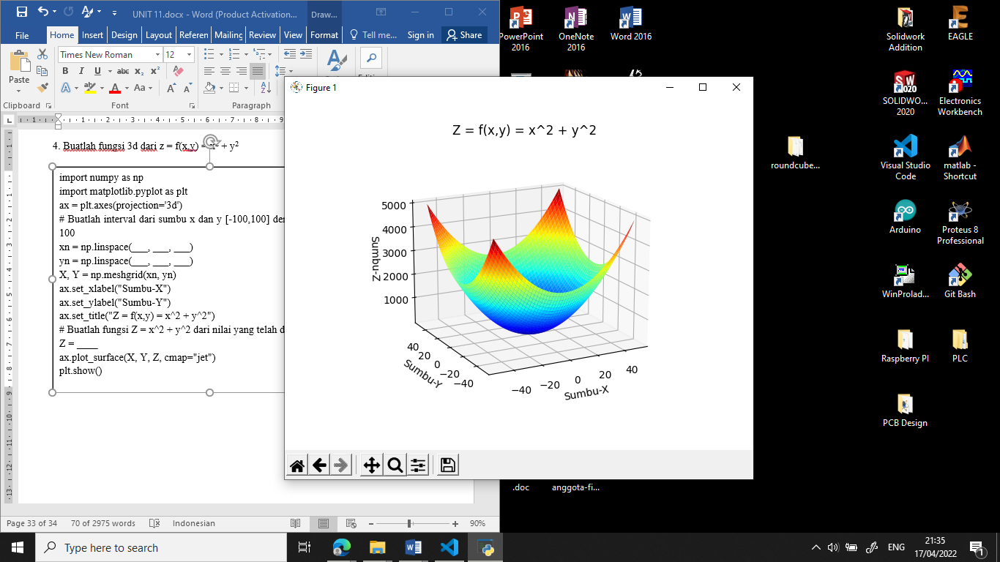 UNIT 11.docx - Word (Product Activation...
Draw...
File
Home
Insert
Design
Layout
Referen
Mailing
Review
View
Format
Tell me...
Sign in
Share
Paste
Times New Roman
12
B I U abc x₂ x²
Aa
Clipboard
Font
Paragraph
4. Buatlah fungsi 3d dari z = f(x,y) = + y²
import numpy as np
import matplotlib.pyplot as plt
ax = plt.axes(projection='3d')
# Buatlah interval dari sumbu x dan y [-100,100]
100
xn = np.linspace(___, ___, ___)
yn = np.linspace(___, ___, ___)
X, Y = np.meshgrid(xn, yn)
ax.set_xlabel("Sumbu-X")
ax.set_ylabel("Sumbu-Y")
ax.set_title("Z = f(x,y) = x^2 + y^2")
# Buatlah fungsi Z = x^2 + y^2 dari nilai yang telah
Z = ____
ax.plot_surface(X, Y, Z, cmap="jet")
plt.show()
Page 33 of 34
70 of 2975 words
Indonesian
90%
Figure 1
Z = f(x,y) = x^2 + y^2
5000
4000
3000
2000
1000
Sumbu-Z
40
20
0
−20
−40
Sumbu-Y
−40
−20
0
20
40
Sumbu-X
PowerPoint
2016
OneNote
2016
Word 2016
Solidwork
Addition
EAGLE
SOLIDWO...
2020
Electronics
Workbench
roundcube...
Visual Studio
Code
matlab -
Shortcut
Arduino
Proteus 8
Professional
WinProlad...
Git Bash
Raspberry PI
PLC
PCB Design
.doc
anggota-fi...
Type here to search
ENG
21:35
17/04/2022
1